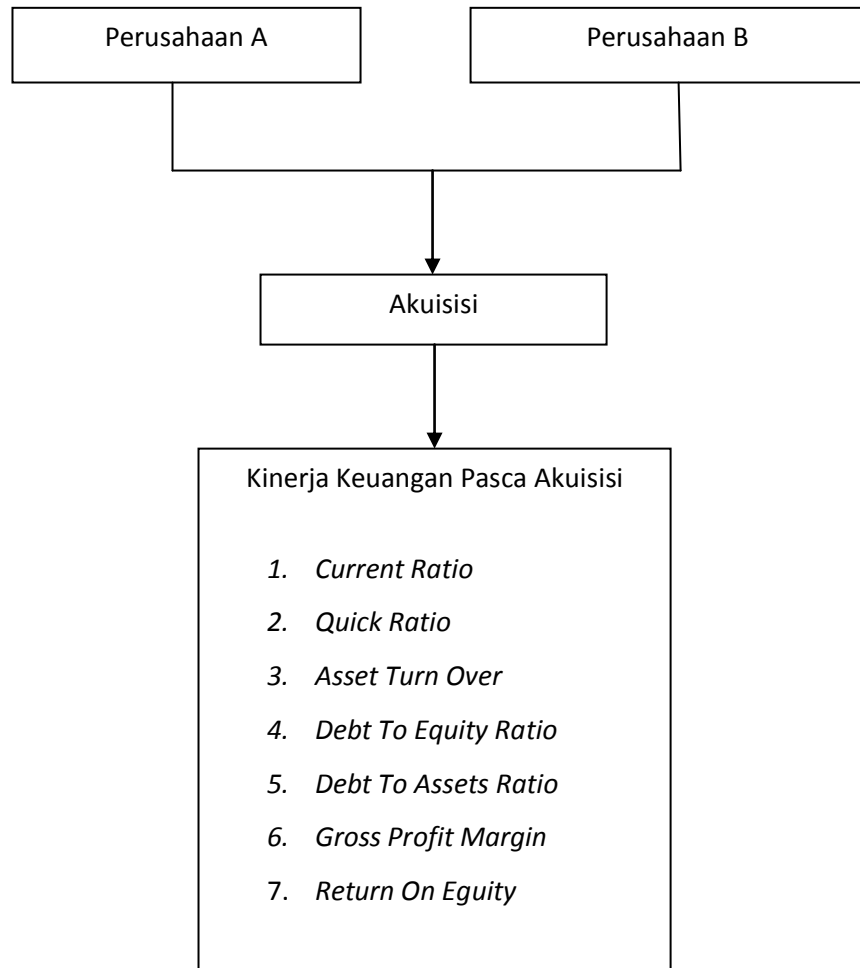 Perusahaan A
Perusahaan B
Akuisisi
Kinerja Keuangan Pasca Akuisisi
1. Current Ratio
2. Quick Ratio
3. Asset Turn Over
4. Debt To Equity Ratio
5. Debt To Assets Ratio
6. Gross Profit Margin
7. Return On Eguity